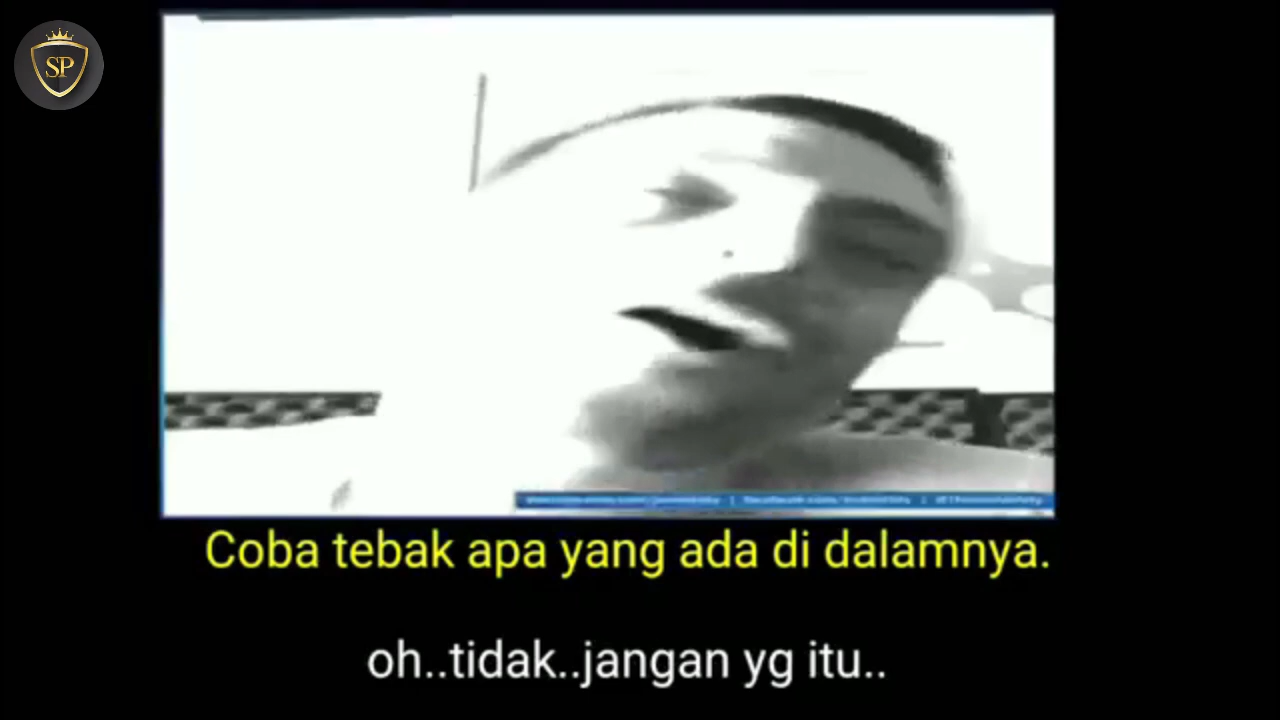 SP
Coba tebak apa yang ada di dalamnya.
oh..tidak..jangan yg itu..